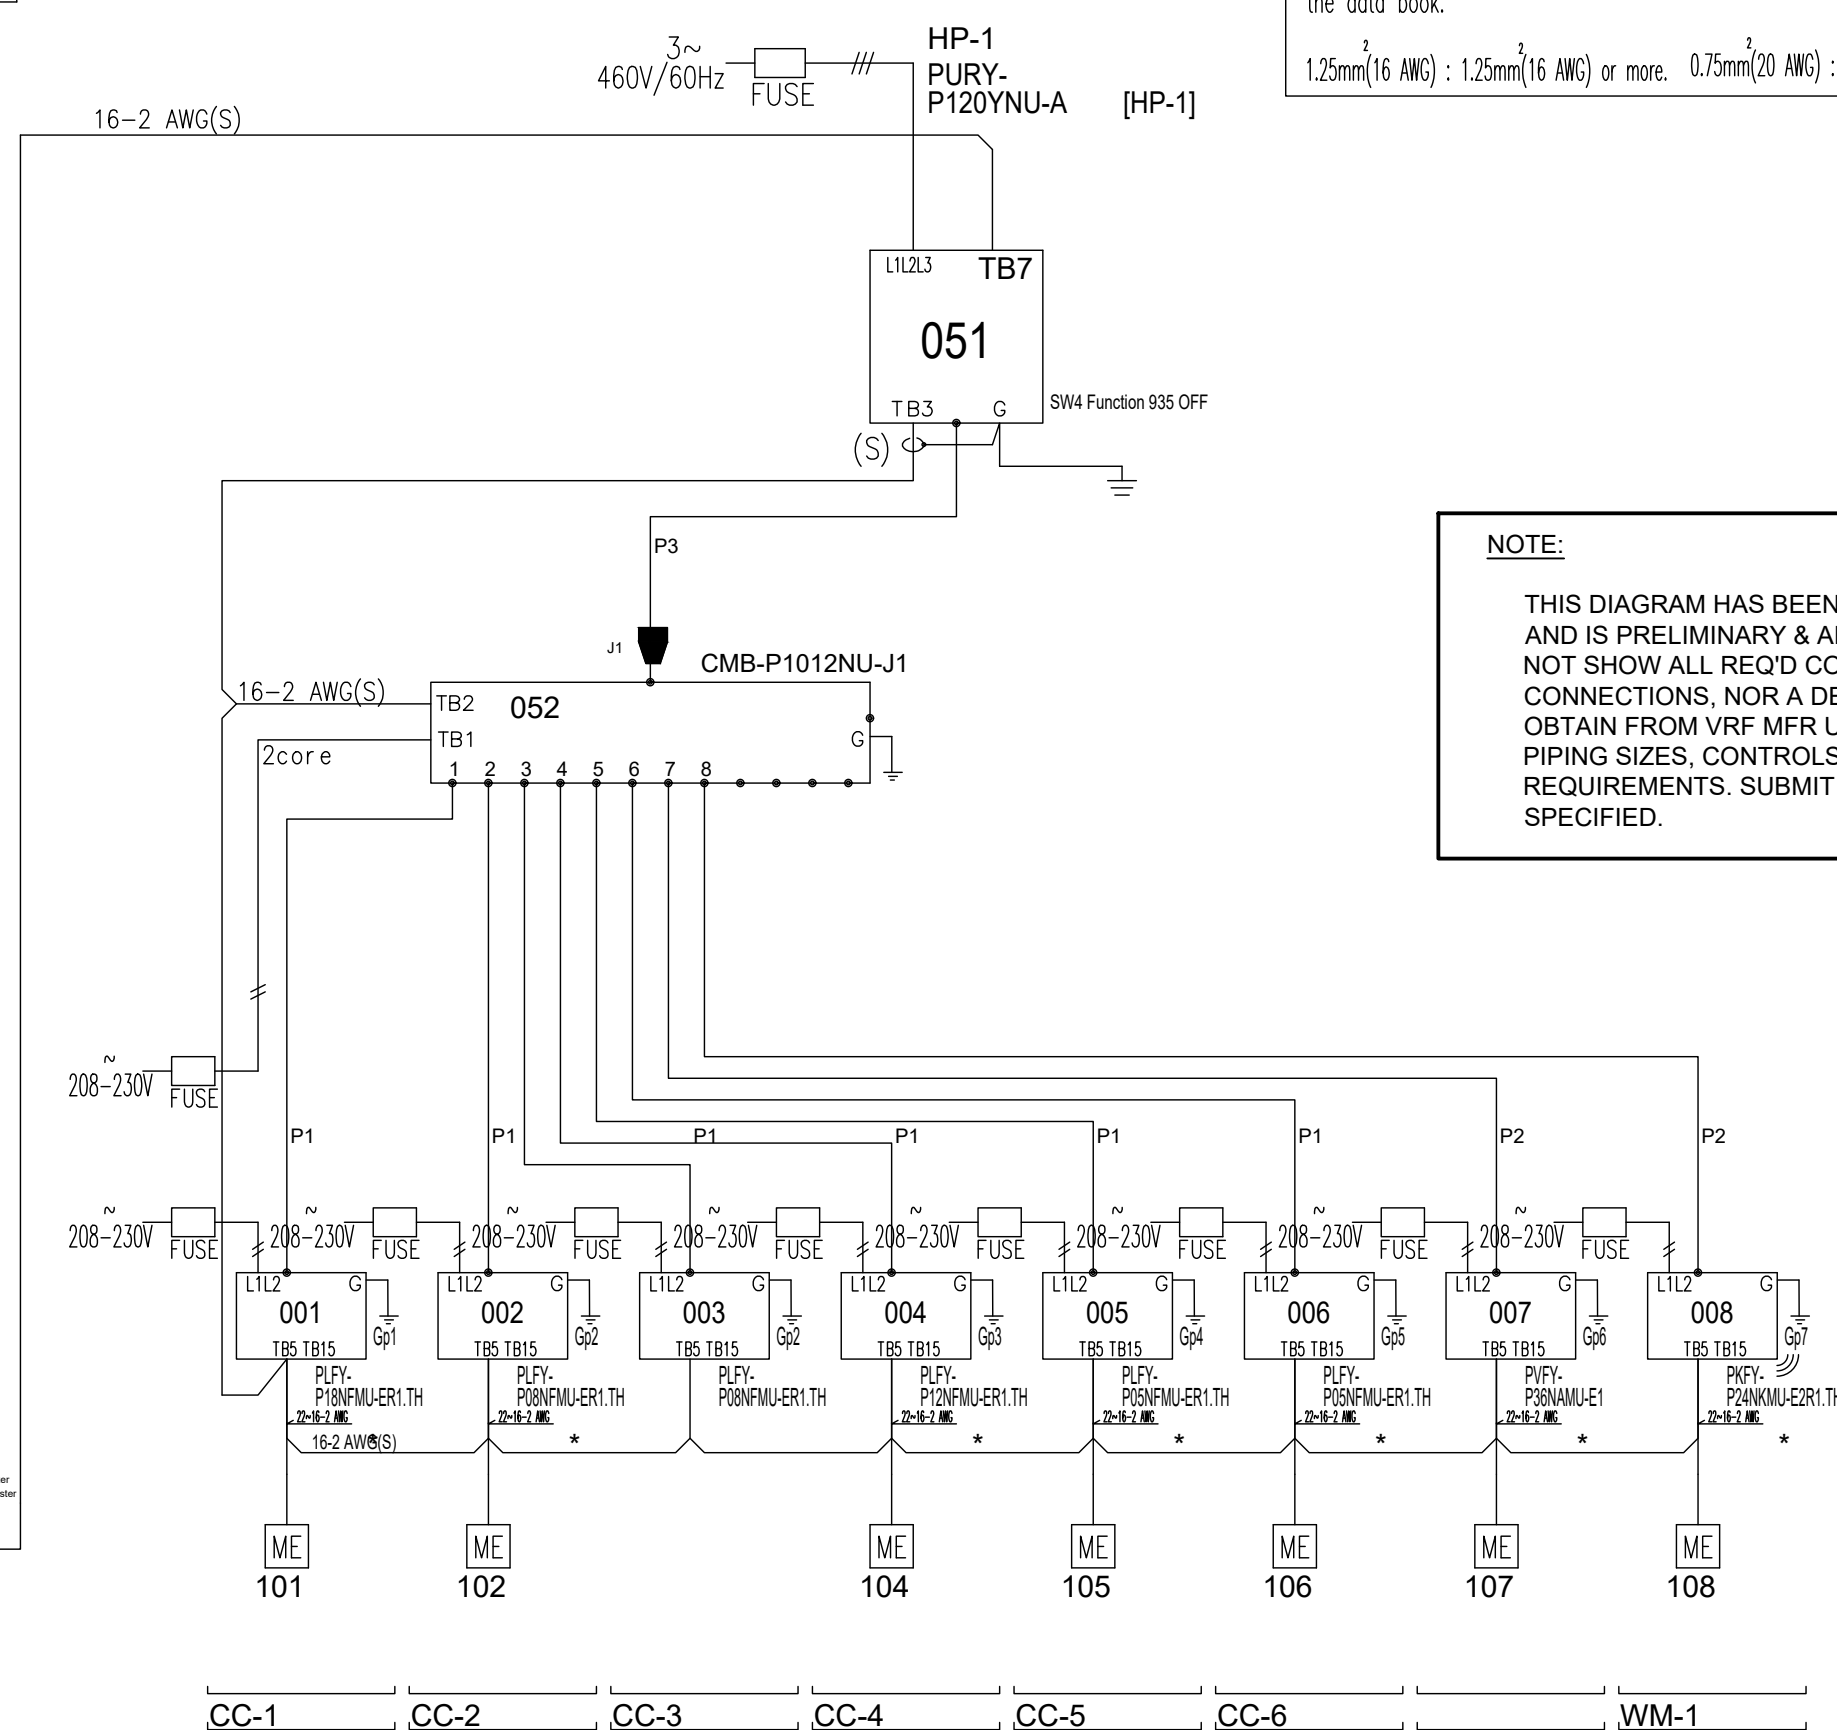 the data book.
1.25mm²(16 AWG) : 1.25mm²(16 AWG) or more. 0.75mm²(20 AWG) :
3~
460V/60Hz
FUSE
HP-1
PURY-
P120YNU-A [HP-1]
16-2 AWG(S)
L1L2L3 TB7
051
TB3 G
SW4 Function 935 OFF
(S)
P3
NOTE:
THIS DIAGRAM HAS BEEN
AND IS PRELIMINARY &
NOT SHOW ALL REQ'D
CONNECTIONS, NOR A
OBTAIN FROM VRF MFR
PIPING SIZES, CONTROLS
REQUIREMENTS. SUBMIT
SPECIFIED.
J1
CMB-P1012NU-J1
16-2 AWG(S)
TB2 052
TB1 G
2core
1 2 3 4 5 6 7 8
~
208-230V
FUSE
P1 P1 P1 P1 P1 P1 P2 P2
~ ~ ~ ~ ~ ~ ~ ~
208-230V 208-230V 208-230V 208-230V 208-230V 208-230V 208-230V 208-230V
FUSE FUSE FUSE FUSE FUSE FUSE FUSE FUSE
L1L2 G L1L2 G L1L2 G L1L2 G L1L2 G L1L2 G L1L2 G L1L2 G
001 002 003 004 005 006 007 008
Gp1 Gp2 Gp2 Gp3 Gp4 Gp5 Gp6 Gp7
TB5 TB15 TB5 TB15 TB5 TB15 TB5 TB15 TB5 TB15 TB5 TB15 TB5 TB15 TB5 TB15
PLFY- PLFY- PLFY- PLFY- PLFY- PLFY- PVFY- PKFY-
P18NFMU-ER1.TH P08NFMU-ER1.TH P08NFMU-ER1.TH P12NFMU-ER1.TH P05NFMU-ER1.TH P05NFMU-ER1.TH P36NAMU-E1 P24NKMU-E2R1.TH
22~16-2 AWG 22~16-2 AWG 22~16-2 AWG 22~16-2 AWG 22~16-2 AWG 22~16-2 AWG 22~16-2 AWG
16-2 AWG(S) * * * * * * * *
er
ster
ME ME ME ME ME ME ME
101 102 104 105 106 107 108
CC-1 CC-2 CC-3 CC-4 CC-5 CC-6 WM-1